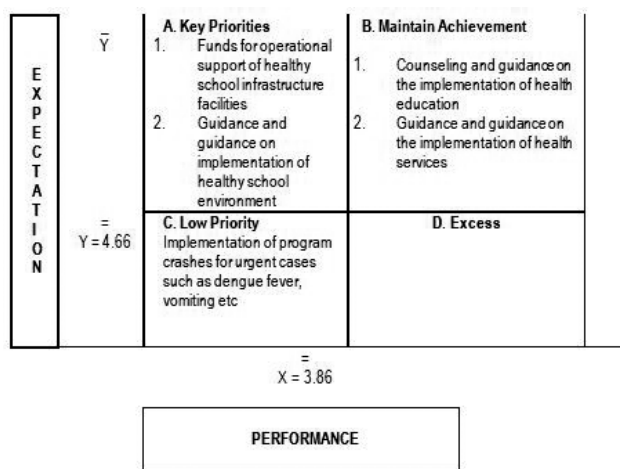 EXPECTATION
Y̅
A. Key Priorities
1. Funds for operational
support of healthy
school infrastructure
facilities
2. Guidance and
guidance on
implementation of
healthy school
environment
B. Maintain Achievement
1. Counseling and guidance on
the implementation of health
education
2. Guidance and guidance on
the implementation of health
services
=
Y = 4.66
C. Low Priority
Implementation of program
crashes for urgent cases
such as dengue fever,
vomiting etc
D. Excess
=
X = 3.86
PERFORMANCE